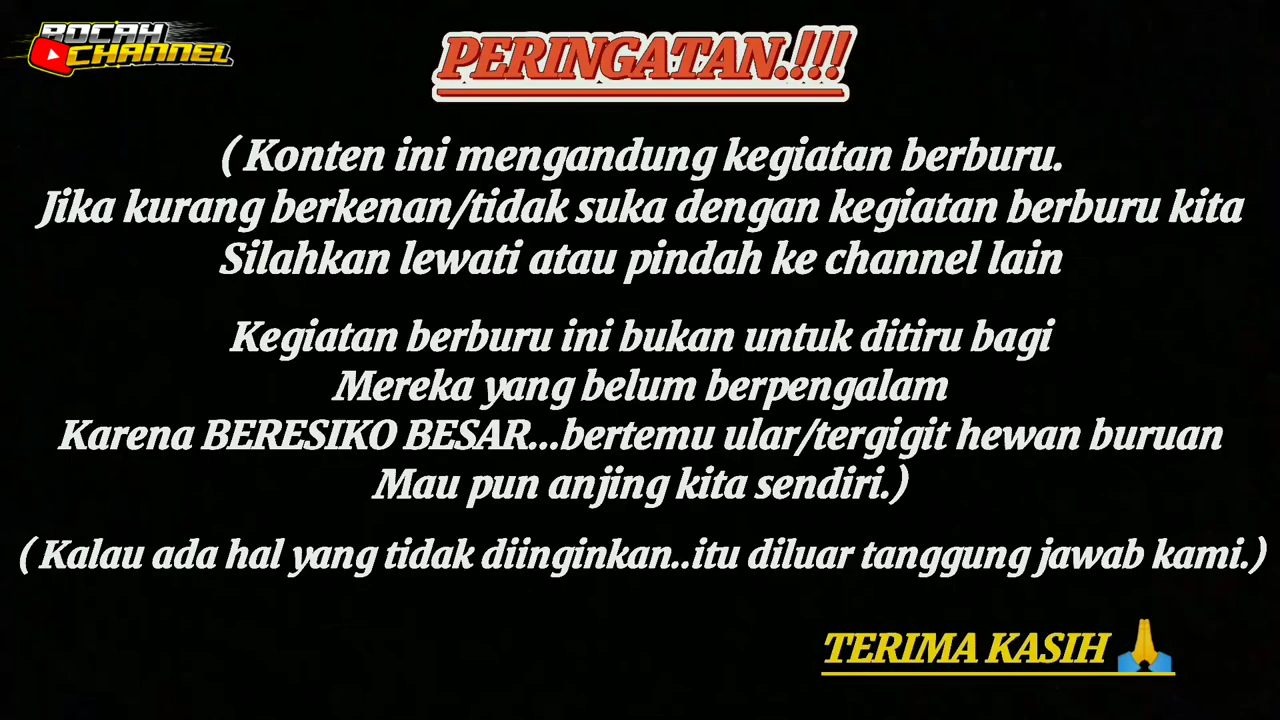 BOCAH
CHANNEL
PERINGATAN.!!!
( Konten ini mengandung kegiatan berburu.
Jika kurang berkenan/tidak suka dengan kegiatan berburu kita
Silahkan lewati atau pindah ke channel lain
Kegiatan berburu ini bukan untuk ditiru bagi
Mereka yang belum berpengalam
Karena BERESIKO BESAR...bertemu ular/tergigit hewan buruan
Mau pun anjing kita sendiri.)
( Kalau ada hal yang tidak diinginkan..itu diluar tanggung jawab kami.)
TERIMA KASIH 🙏